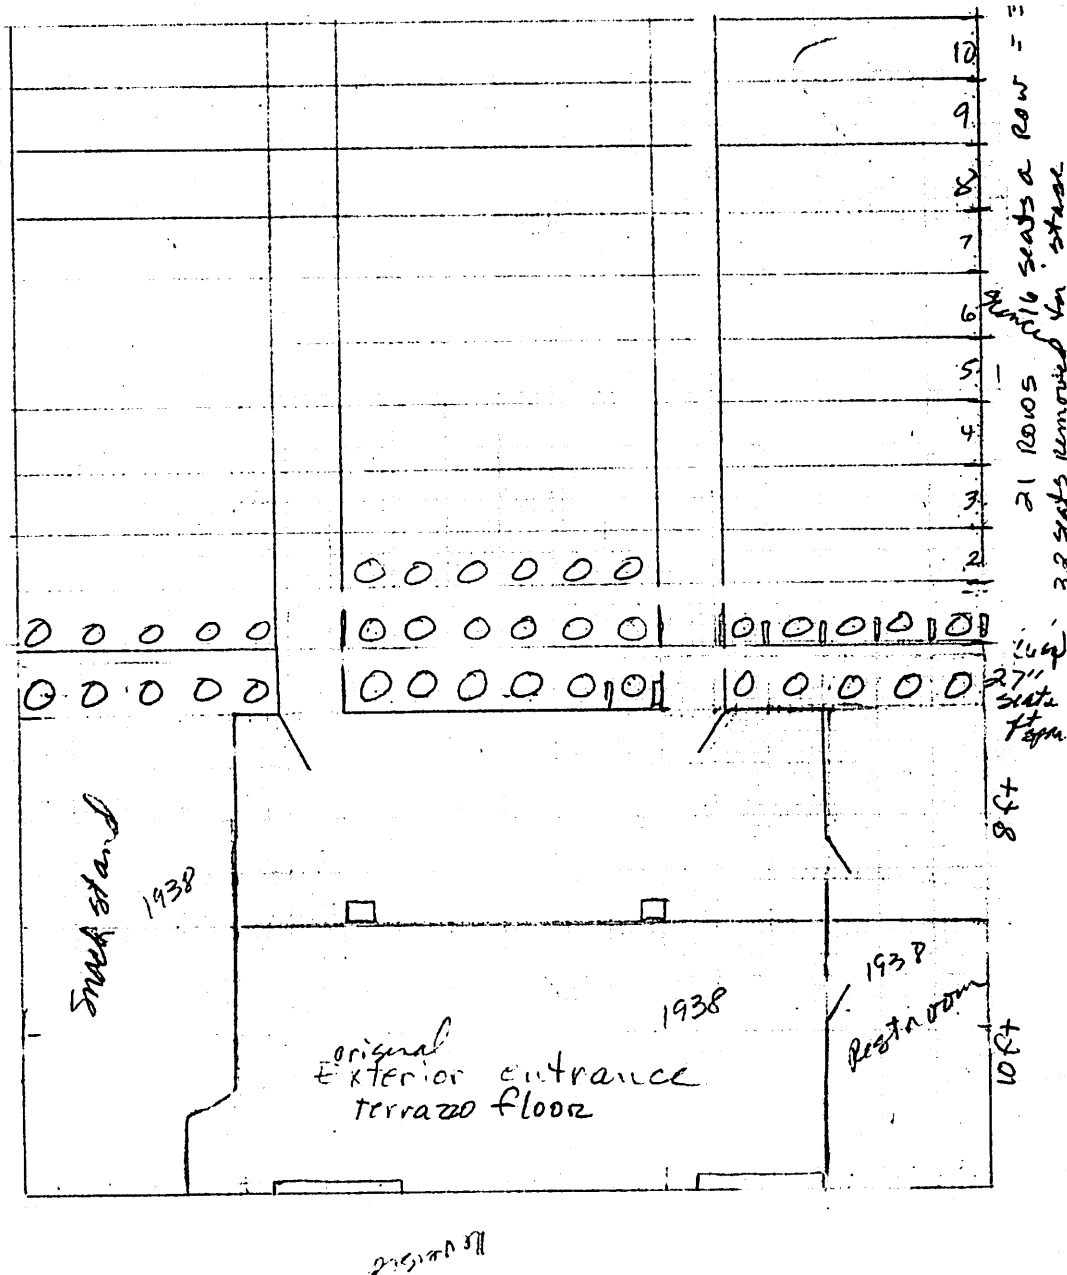 10
9
8
7
6
5
4
3
2
21 ROWS 16 seats a ROW =
22 seats removed for stage
27"
seats
8 ft
10 ft
Snack stand
1938
1938
1938
Restroom
original
Exterior entrance
terrazzo floor